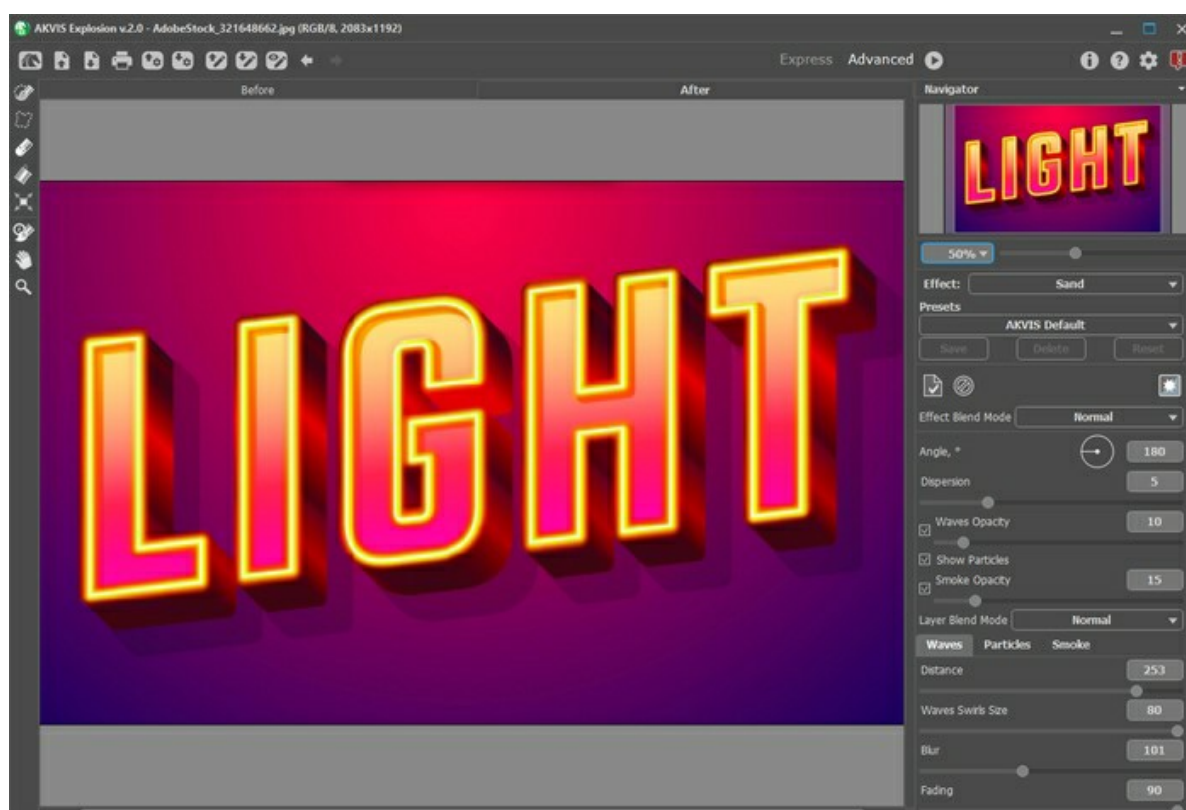 AKVIS Explosion v.2.0 - AdobeStock_321648662.jpg (RGB/8, 2083x1192)
Express Advanced
Before After
Navigator
LIGHT
LIGHT
50%
Effect: Sand
Presets
AKVIS Default
Save Delete Reset
Effect Blend Mode Normal
Angle, ° 180
Dispersion 5
Waves Opacity 10
Show Particles
Smoke Opacity 15
Layer Blend Mode Normal
Waves Particles Smoke
Distance 253
Waves Swirls Size 80
Blur 101
Fading 90